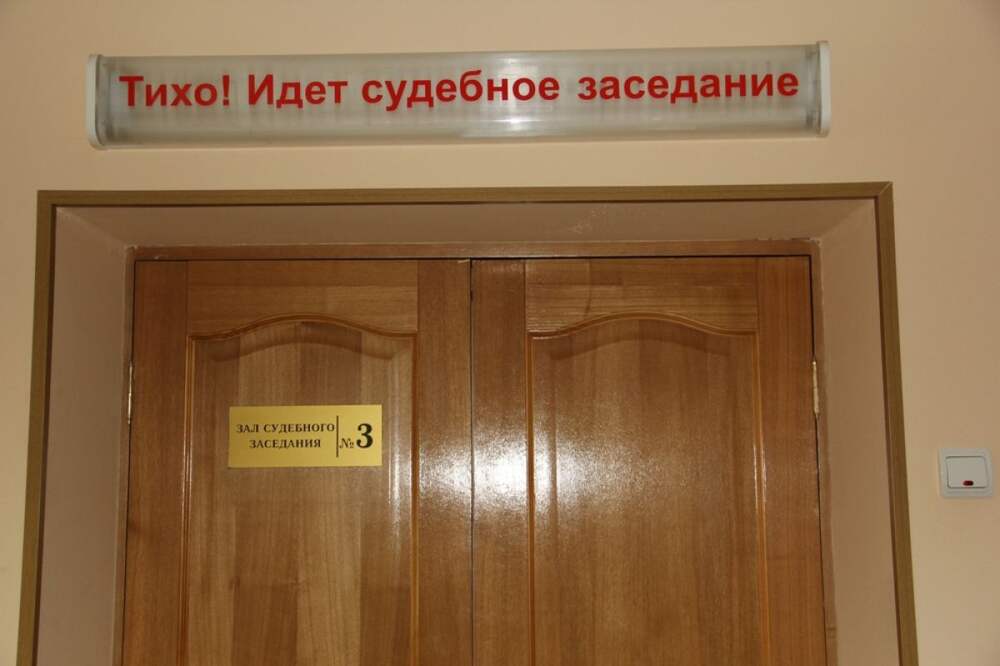 Тихо! Идет судебное заседание
ЗАЛ СУДЕБНОГО
ЗАСЕДАНИЯ №3